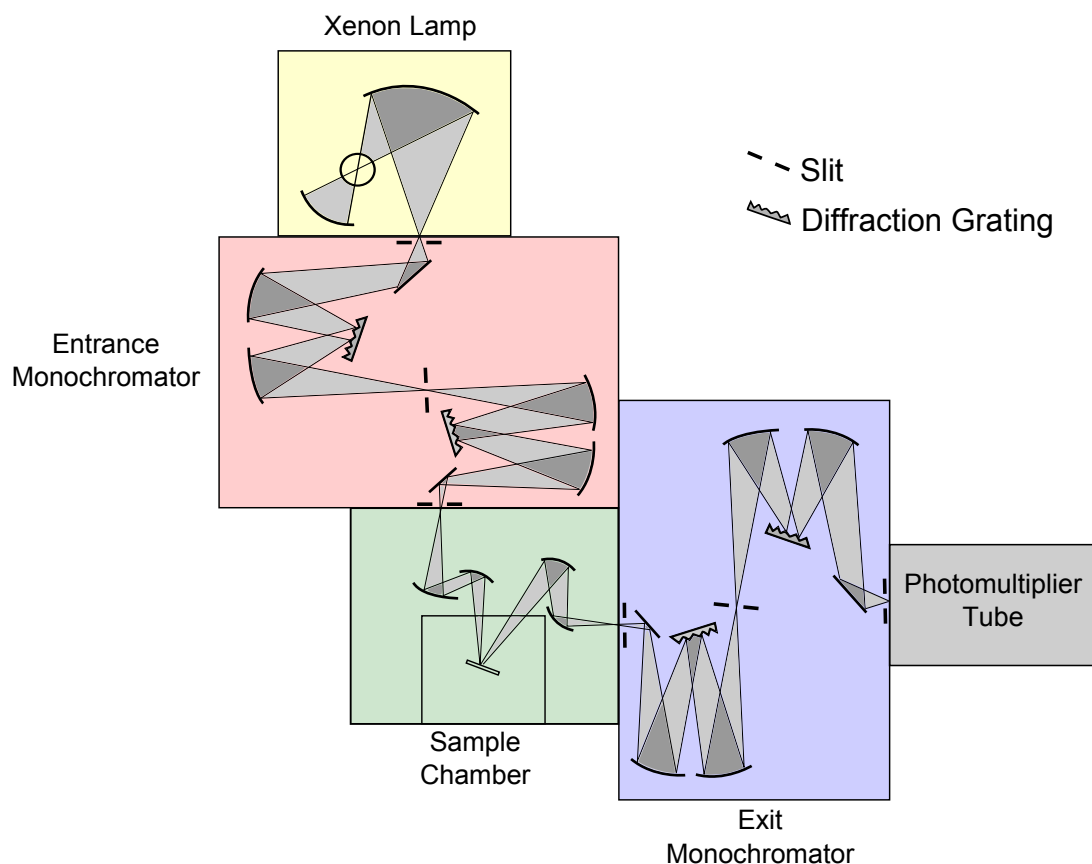 Xenon Lamp
Slit
Diffraction Grating
Entrance
Monochromator
Photomultiplier
Tube
Sample
Chamber
Exit
Monochromator